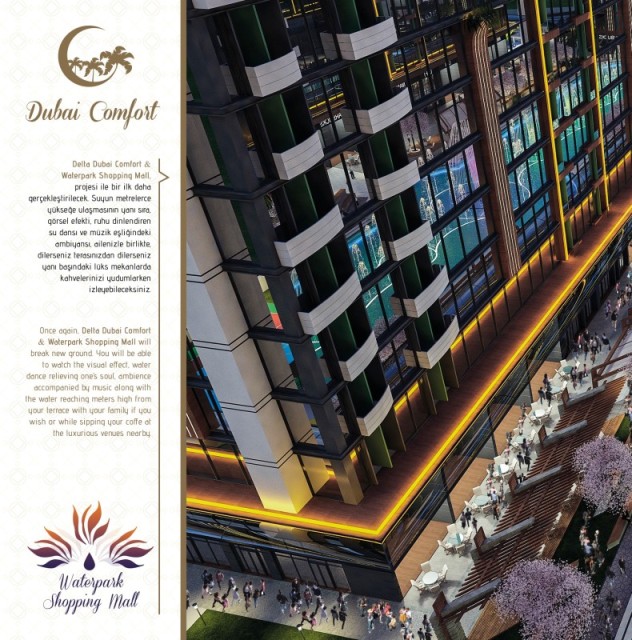 Dubai Comfort
Delta Dubai Comfort &
Waterpark Shopping Mall,
projesi ile bir ilk daha
gerçekleştirilecek. Suyun metrelerce
yükseğe ulaşmasının yanı sıra,
görsel efektli, ruhu dinlendiren
su dansı ve müzik eşliğindeki
ambiyansı, ailenizle birlikte,
dilerseniz terasınızdan dilerseniz
yanı başındaki lüks mekanlarda
kahvelerinizi yudumlarken
izleyebileceksiniz.
Once again, Delta Dubai Comfort
& Waterpark Shopping Mall will
break new ground. You will be able
to watch the visual effect, water
dance relieving one's soul, ambience
accompanied by music along with
the water reaching meters high from
your terrace with your family if you
wish or while sipping your coffe at
the luxurious venues nearby.
Waterpark
Shopping Mall